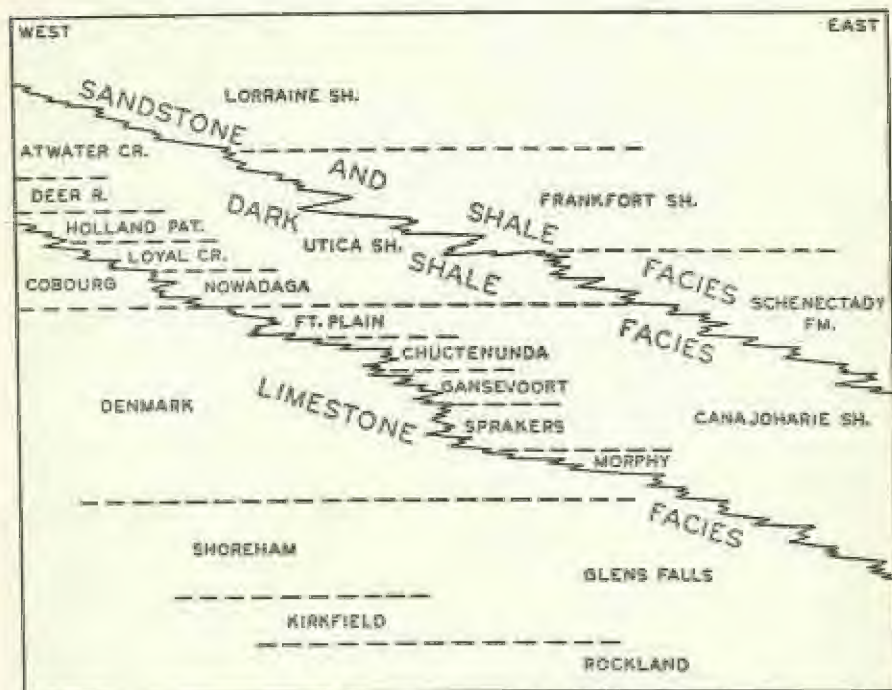 WEST
EAST
SANDSTONE AND SHALE FACIES
LORRAINE SH.
ATWATER CR.
DEER R.
DARK SHALE FACIES
FRANKFORT SH.
HOLLAND PAT.
UTICA SH.
LOYAL CR.
COBOURG
NOWADAGA
SCHENECTADY
FM.
FT. PLAIN
CHUCTENUNDA
GANSEVOORT
DENMARK
LIMESTONE FACIES
SPRAKERS
CANAJOHARIE SH.
MORPHY
SHOREHAM
GLENS FALLS
KIRKFIELD
ROCKLAND